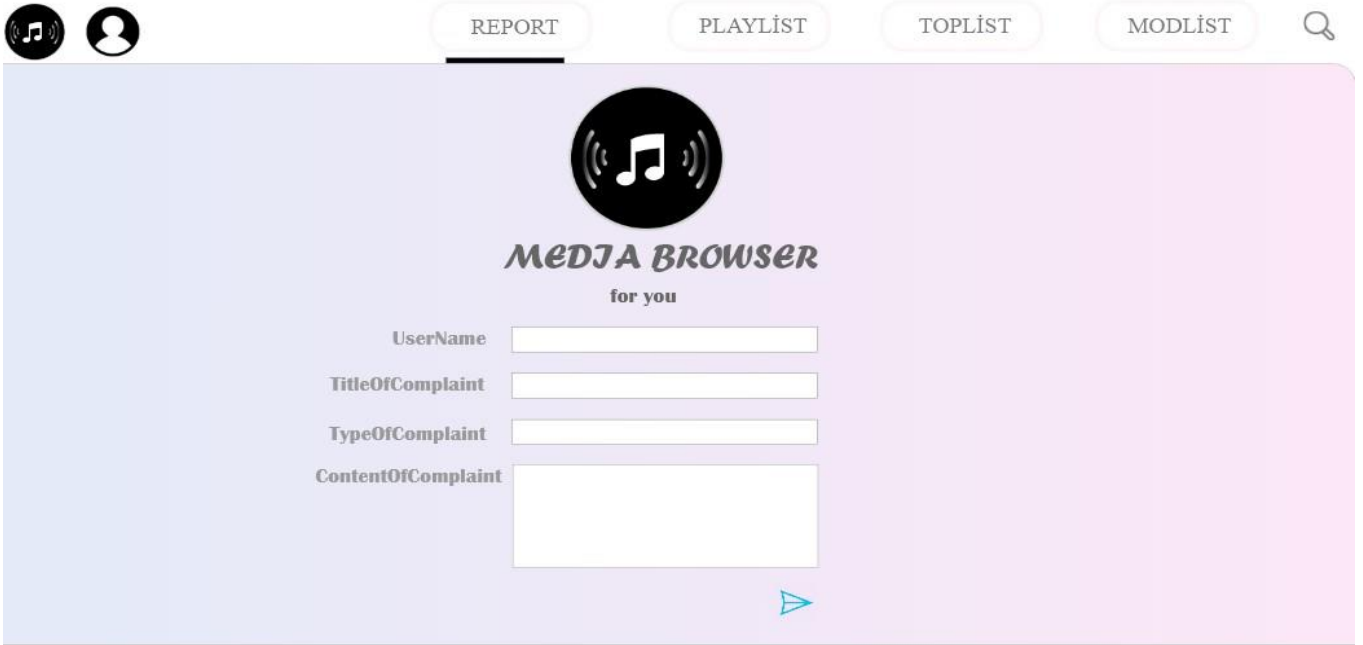 REPORT
PLAYLİST
TOPLİST
MODLİST
MEDIA BROWSER
for you
UserName
TitleOfComplaint
TypeOfComplaint
ContentOfComplaint